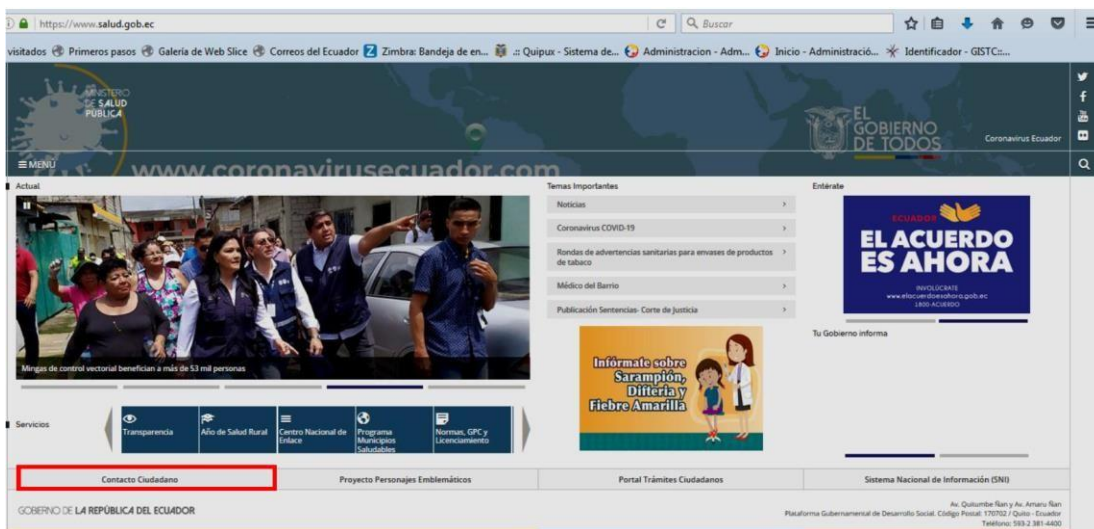 https://www.salud.gob.ec
Buscar
visitados Primeros pasos Galería de Web Slice Correos del Ecuador Zimbra: Bandeja de en... .:: Quipux - Sistema de... Administracion - Adm... Inicio - Administració... Identificador - GISTC::...
MINISTERIO
DE SALUD
PÚBLICA
EL
GOBIERNO
DE TODOS
Coronavirus Ecuador
MENÚ
www.coronavirusecuador.com
Actual
Temas Importantes
Entérate
Noticias
Coronavirus COVID-19
Rondas de advertencias sanitarias para envases de productos
de tabaco
Médico del Barrio
Publicación Sentencias- Corte de Justicia
ECUADOR
EL ACUERDO
ES AHORA
INVOLÚCRATE
www.elacuerdoesahora.gob.ec
1800-ACUERDO
Tu Gobierno informa
Mingas de control vectorial benefician a más de 53 mil personas
Infórmate sobre
Sarampión,
Difteria y
Fiebre Amarilla
Servicios
Transparencia
Año de Salud Rural
Centro Nacional de
Enlace
Programa
Municipios
Saludables
Normas, GPC y
Licenciamiento
Contacto Ciudadano
Proyecto Personajes Emblemáticos
Portal Trámites Ciudadanos
Sistema Nacional de Información (SNI)
GOBIERNO DE LA REPÚBLICA DEL ECUADOR
Av. Quitumbe Ñan y Av. Amaru Ñan
Plataforma Gubernamental de Desarrollo Social. Código Postal: 170702 / Quito - Ecuador
Teléfono: 593-2 381-4400